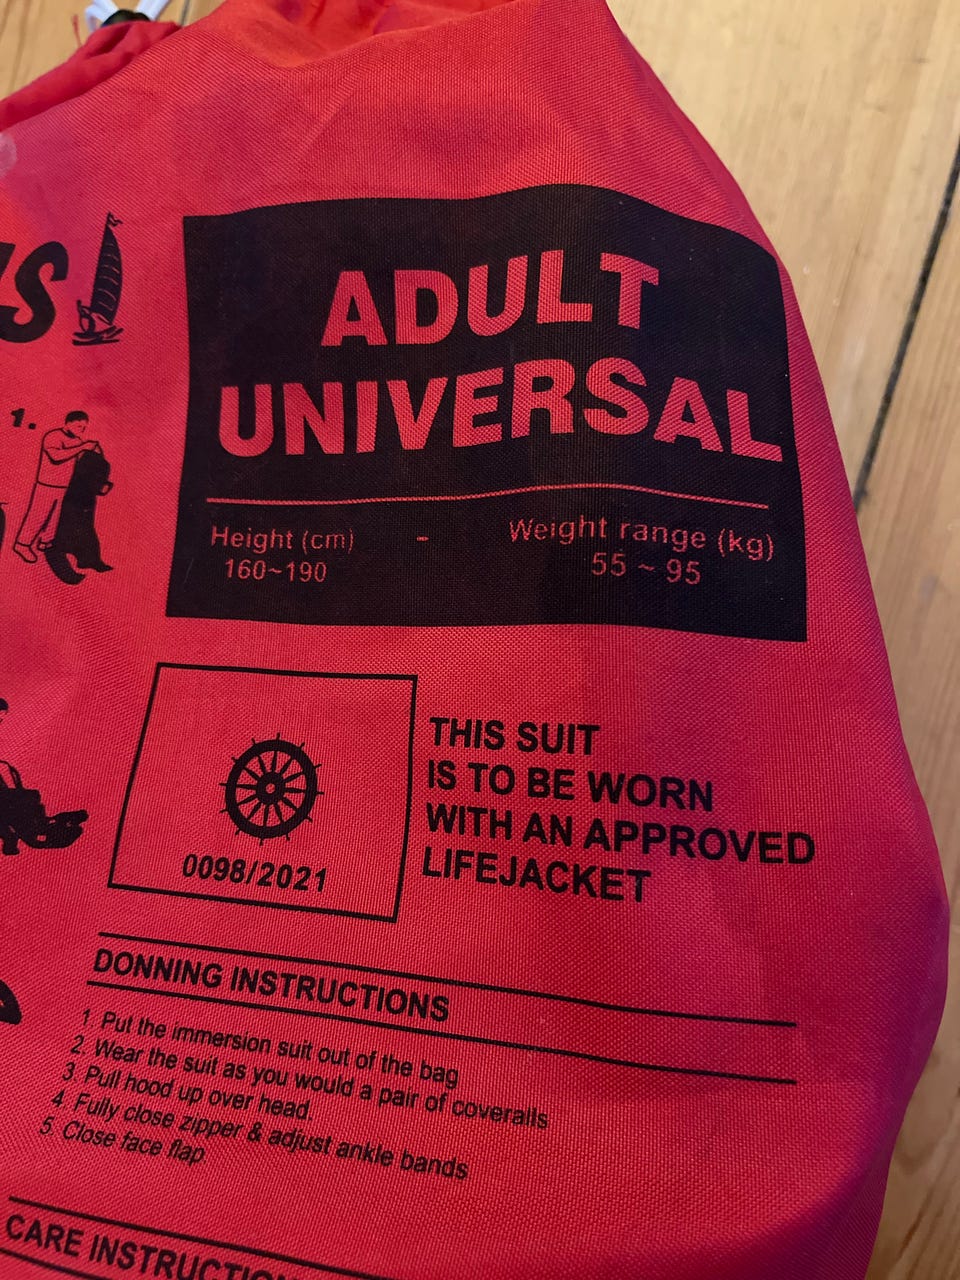 1.
ADULT
UNIVERSAL
Height (cm) - Weight range (kg)
160~190 55 ~ 95
0098/2021
THIS SUIT
IS TO BE WORN
WITH AN APPROVED
LIFEJACKET
DONNING INSTRUCTIONS
1. Put the immersion suit out of the bag
2. Wear the suit as you would a pair of coveralls
3. Pull hood up over head.
4. Fully close zipper & adjust ankle bands
5. Close face flap
CARE